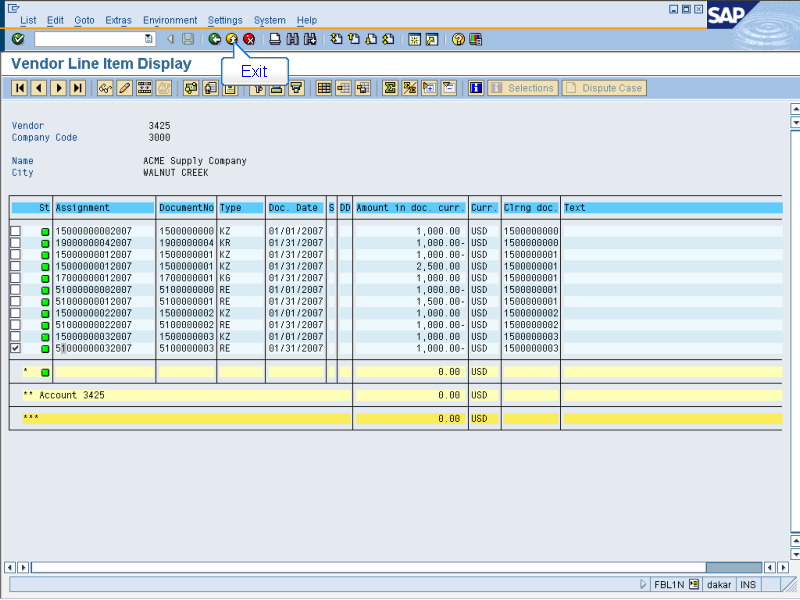 List Edit Goto Extras Environment Settings System Help
SAP
Vendor Line Item Display
Exit
Selections Dispute Case
Vendor 3425
Company Code 3000
Name ACME Supply Company
City WALNUT CREEK
St Assignment DocumentNo Type Doc. Date S DD Amount in doc. curr. Curr. Clrng doc. Text
15000000002007 1500000000 KZ 01/01/2007 1,000.00 USD 1500000000
19000000042007 1900000004 KR 01/31/2007 1,000.00- USD 1500000000
15000000012007 1500000001 KZ 01/31/2007 1,000.00- USD 1500000001
15000000012007 1500000001 KZ 01/31/2007 2,500.00 USD 1500000001
17000000012007 1700000001 KG 01/31/2007 1,000.00 USD 1500000001
51000000002007 5100000000 RE 01/31/2007 1,000.00- USD 1500000001
51000000012007 5100000001 RE 01/31/2007 1,500.00- USD 1500000001
15000000022007 1500000002 KZ 01/31/2007 1,000.00 USD 1500000002
51000000022007 5100000002 RE 01/31/2007 1,000.00- USD 1500000002
15000000032007 1500000003 KZ 01/31/2007 1,000.00 USD 1500000003
51000000032007 5100000003 RE 01/31/2007 1,000.00- USD 1500000003
* 0.00 USD
** Account 3425 0.00 USD
*** 0.00 USD
FBL1N dakar INS